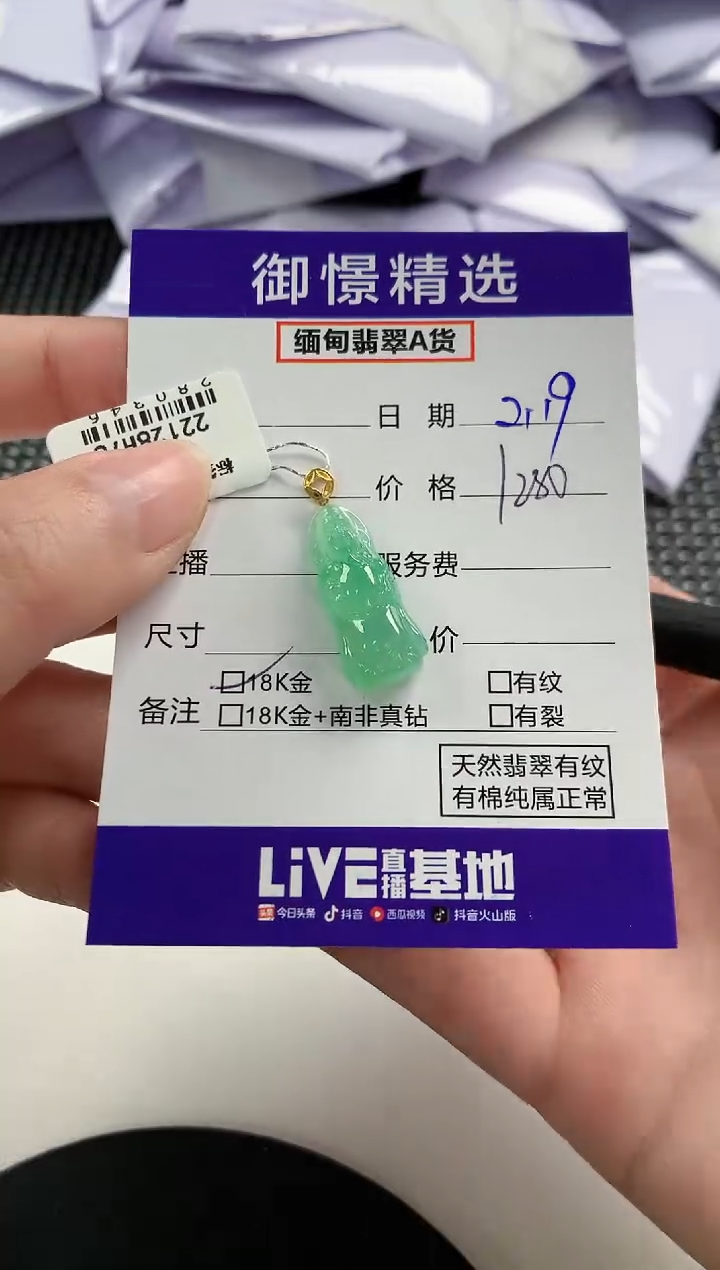 御憬精选
缅甸翡翠A货
日 期 2,19
价 格 1280
播
服务费
尺寸
价
□18K金 □有纹
备注 □18K金+南非真钻 □有裂
天然翡翠有纹
有棉纯属正常
LiVE直播基地
今日头条 抖音 西瓜视频 抖音火山版